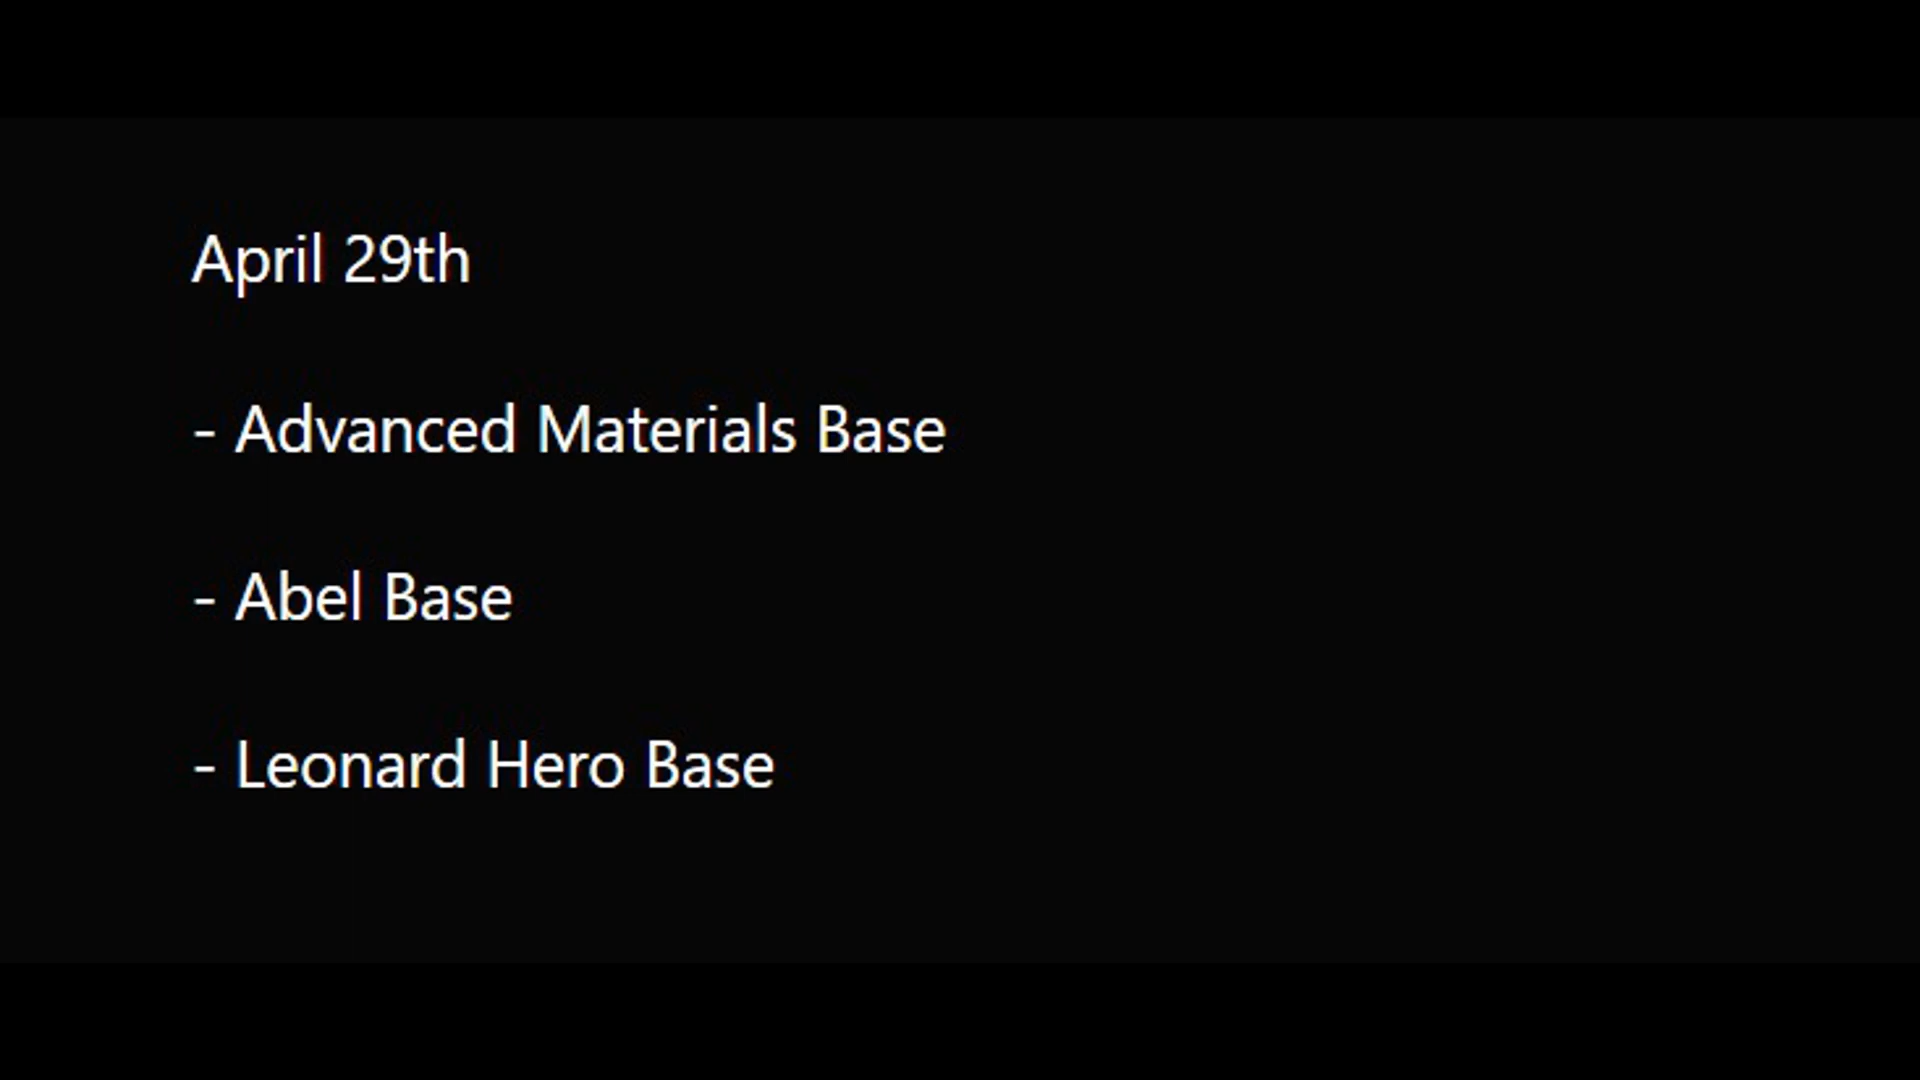 April 29th
- Advanced Materials Base
- Abel Base
- Leonard Hero Base